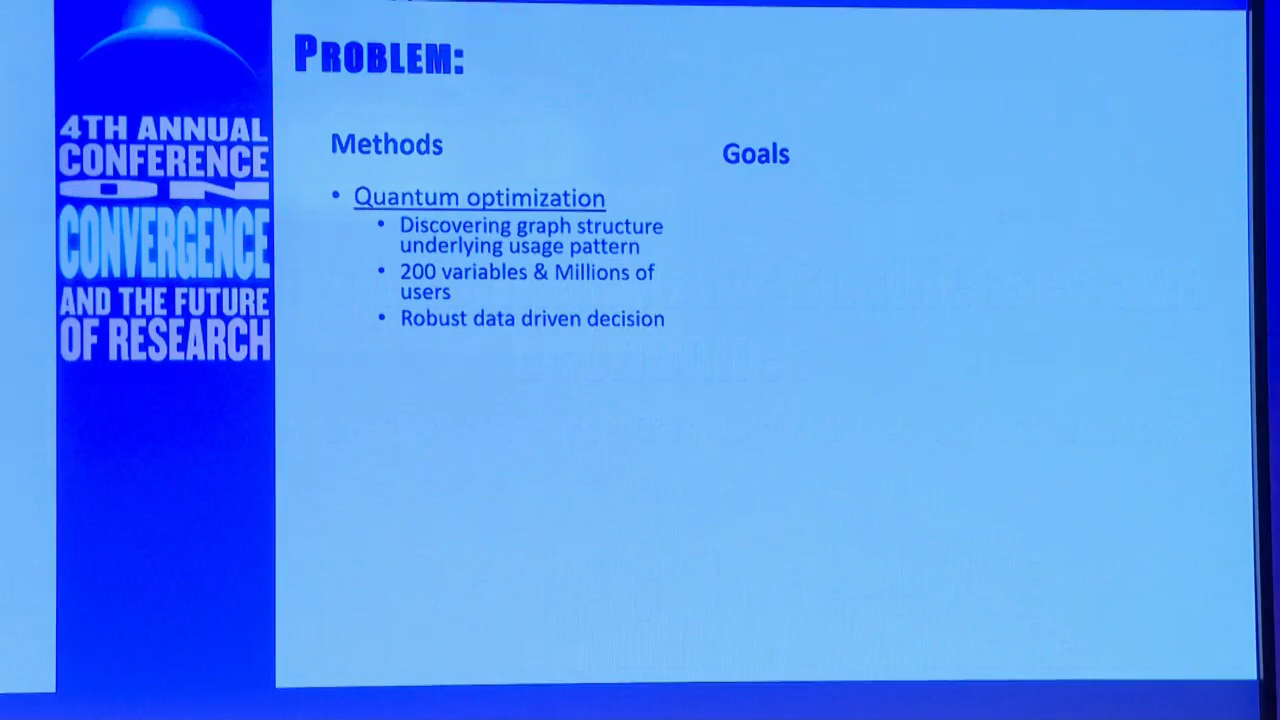 4TH ANNUAL
CONFERENCE
ON
CONVERGENCE
AND THE FUTURE
OF RESEARCH
PROBLEM:
Methods
• Quantum optimization
• Discovering graph structure
underlying usage pattern
• 200 variables & Millions of
users
• Robust data driven decision
Goals